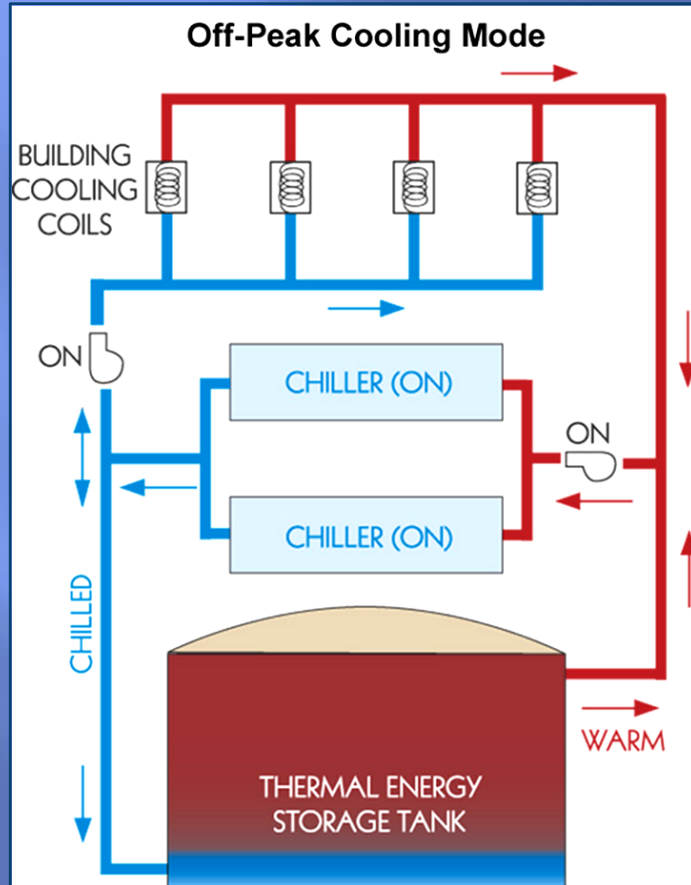 Off-Peak Cooling Mode
BUILDING
COOLING
COILS
ON
CHILLER (ON)
ON
CHILLER (ON)
CHILLED
WARM
THERMAL ENERGY
STORAGE TANK